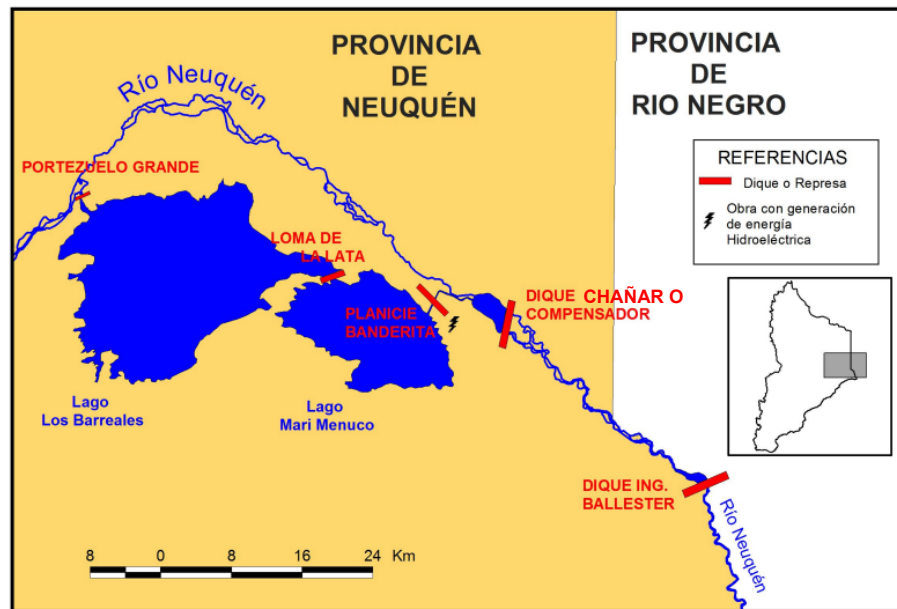 PROVINCIA
DE
NEUQUÉN
PROVINCIA
DE
RIO NEGRO
Río Neuquén
PORTEZUELO GRANDE
REFERENCIAS
Dique o Represa
Obra con generación
de energía
Hidroeléctrica
LOMA DE
LA LATA
PLANICIE
BANDERITA
DIQUE CHAÑAR O
COMPENSADOR
Lago
Los Barreales
Lago
Mari Menuco
DIQUE ING.
BALLESTER
Río Neuquén
8 0 8 16 24 Km